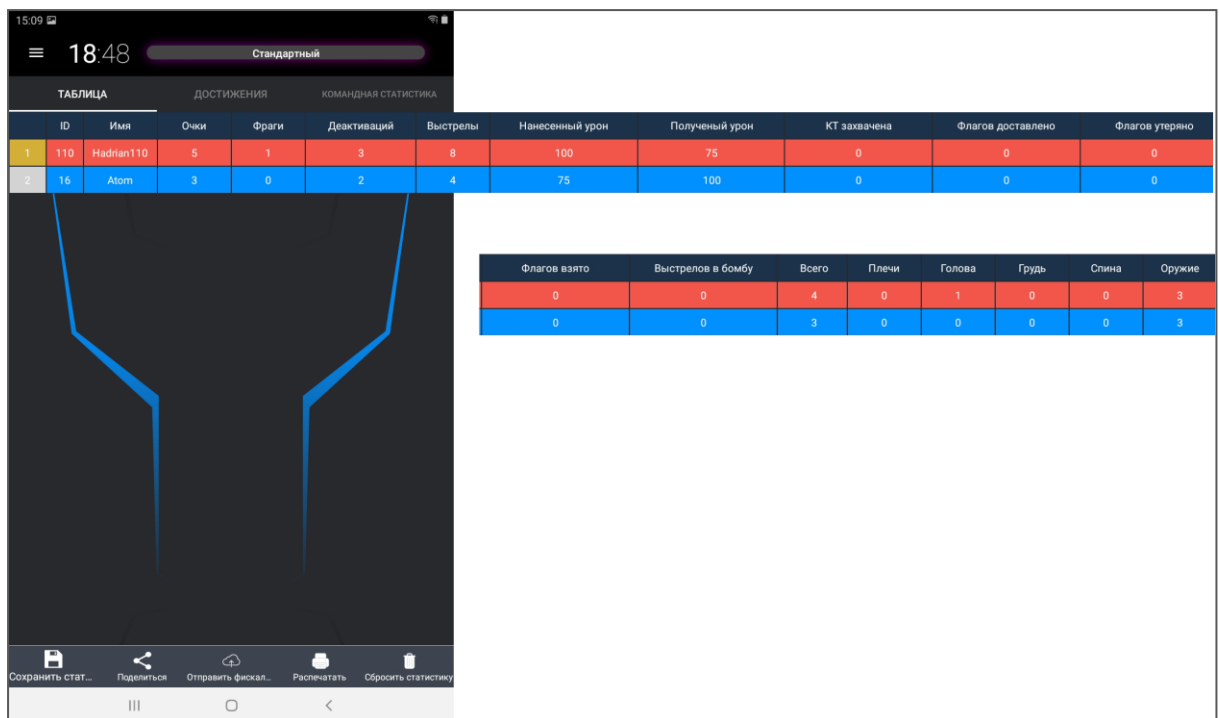 15:09
18:48 Стандартный
ТАБЛИЦА ДОСТИЖЕНИЯ КОМАНДНАЯ СТАТИСТИКА
ID Имя Очки Фраги Деактиваций Выстрелы Нанесенный урон Полученый урон КТ захвачена Флагов доставлено Флагов утеряно
1 110 Hadrian110 5 1 3 8 100 75 0 0 0
2 16 Atom 3 0 2 4 75 100 0 0 0
Флагов взято Выстрелов в бомбу Всего Плечи Голова Грудь Спина Оружие
0 0 4 0 1 0 0 3
0 0 3 0 0 0 0 3
Сохранить стат... Поделиться Отправить фискал... Распечатать Сбросить статистику